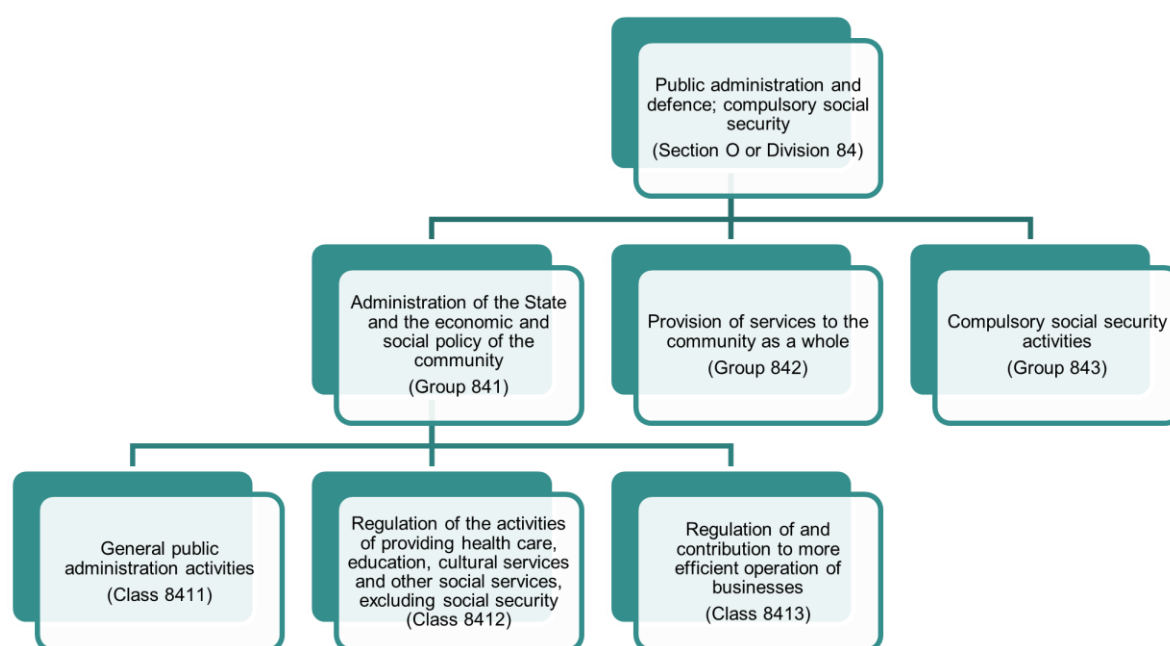 Public administration and
defence; compulsory social
security
(Section O or Division 84)
Administration of the State
and the economic and
social policy of the
community
(Group 841)
Provision of services to the
community as a whole
(Group 842)
Compulsory social security
activities
(Group 843)
General public
administration activities
(Class 8411)
Regulation of the activities
of providing health care,
education, cultural services
and other social services,
excluding social security
(Class 8412)
Regulation of and
contribution to more
efficient operation of
businesses
(Class 8413)